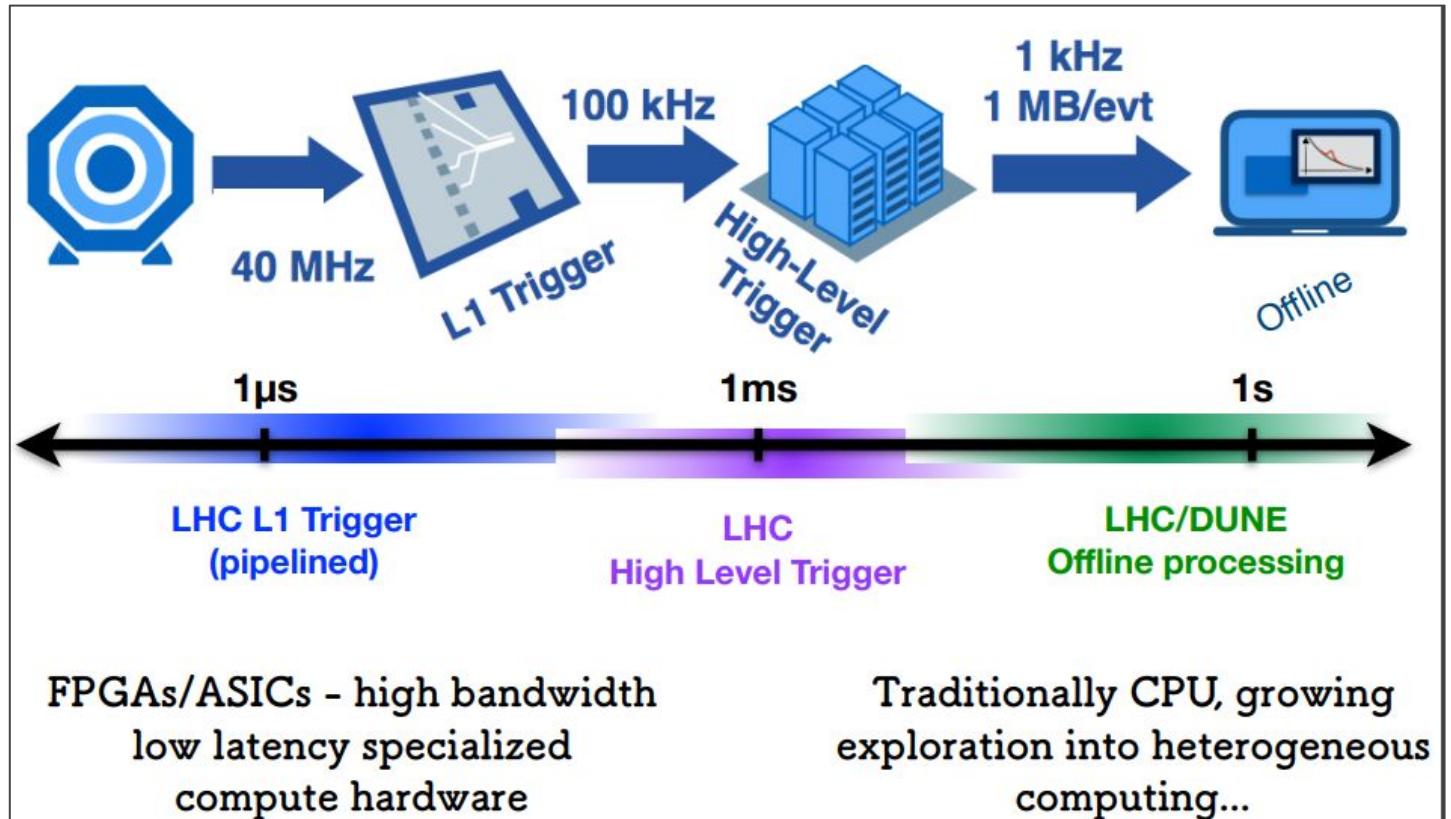 40 MHz
L1 Trigger
100 kHz
High-Level
Trigger
1 kHz
1 MB/evt
Offline
1µs
1ms
1s
LHC L1 Trigger
(pipelined)
LHC
High Level Trigger
LHC/DUNE
Offline processing
FPGAs/ASICs – high bandwidth
low latency specialized
compute hardware
Traditionally CPU, growing
exploration into heterogeneous
computing...